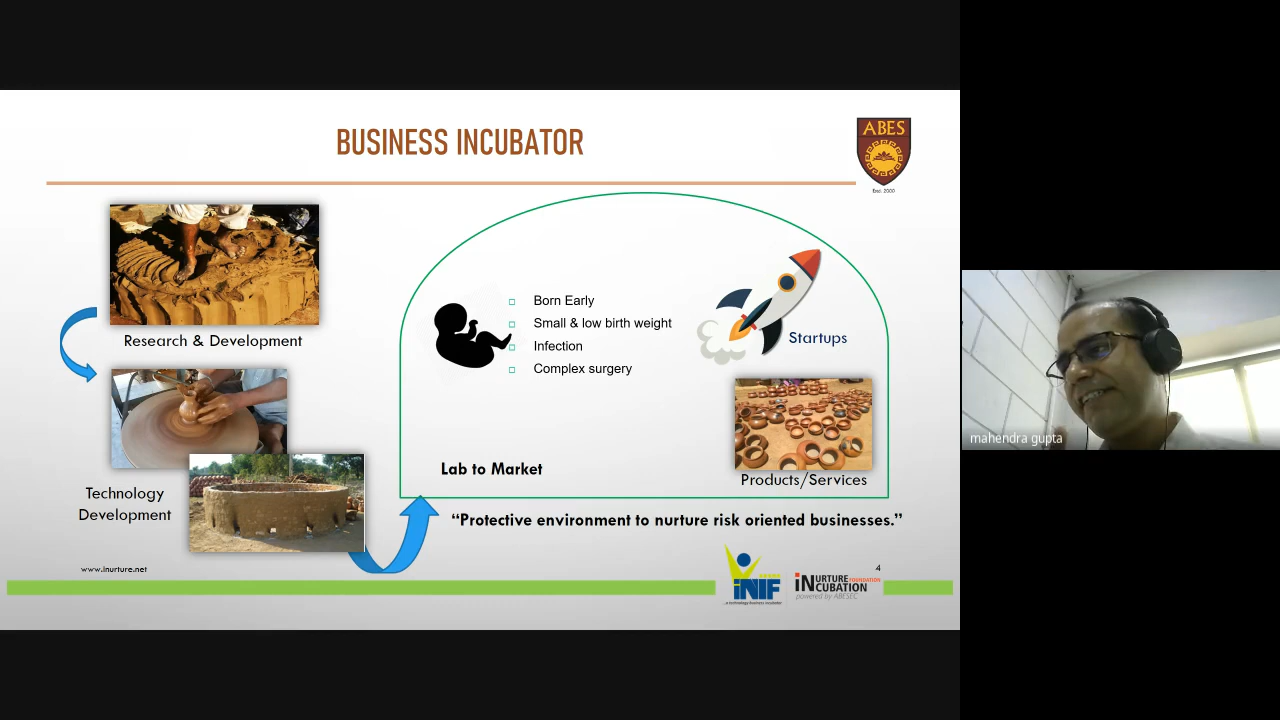 BUSINESS INCUBATOR
ABES
Estd. 2000
Research & Development
Technology
Development
Born Early
Small & low birth weight
Infection
Complex surgery
Startups
Lab to Market
Products/Services
“Protective environment to nurture risk oriented businesses.”
www.inurture.net
4
iNIF
...a technology business incubator
iNURTURE FOUNDATION
iNCUBATION
powered by ABESEC
mahendra gupta